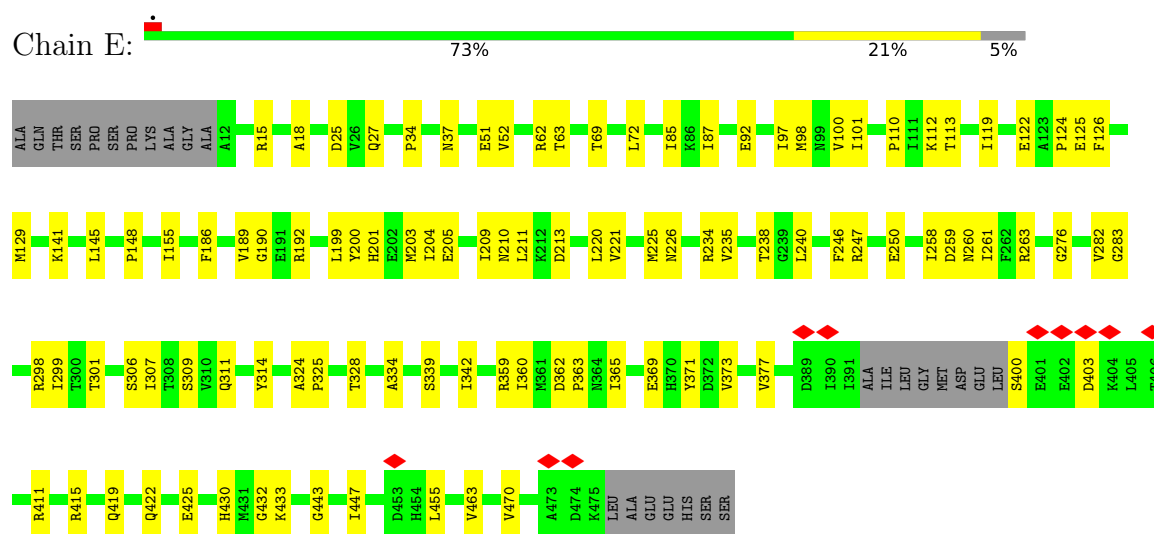 Chain E:
73% 21% 5%
ALA GLN THR SER PRO SER PRO LYS ALA GLY ALA A12 R15 A18 D25 V26 Q27 P34 N37 E51 V52 R62 T63 T69 L72 I85 K86 I87 E92 I97 M98 N99 V100 I101 P110 I111 K112 T113 I119 E122 A123 P124 E125 F126
M129 K141 L145 P148 I155 F186 V189 G190 E191 R192 L199 Y200 H201 E202 M203 I204 E205 I209 N210 L211 K212 D213 L220 V221 M225 N226 R234 V235 T238 G239 L240 F246 R247 E250 I258 D259 N260 I261 F262 R263 G276 V282 G283
R298 I299 T300 T301 S306 I307 T308 S309 V310 Q311 Y314 A324 P325 T328 A334 S339 I342 R359 I360 M361 D362 P363 N364 I365 E369 H370 Y371 D372 V373 V377 D389 I390 I391 ALA ILE LEU GLY MET ASP GLU LEU S400 E401 E402 D403 K404 L405 T406
R411 R415 Q419 Q422 E425 H430 M431 G432 K433 G443 I447 D453 H454 L455 V463 V470 A473 D474 K475 LEU ALA GLU GLU HIS SER SER